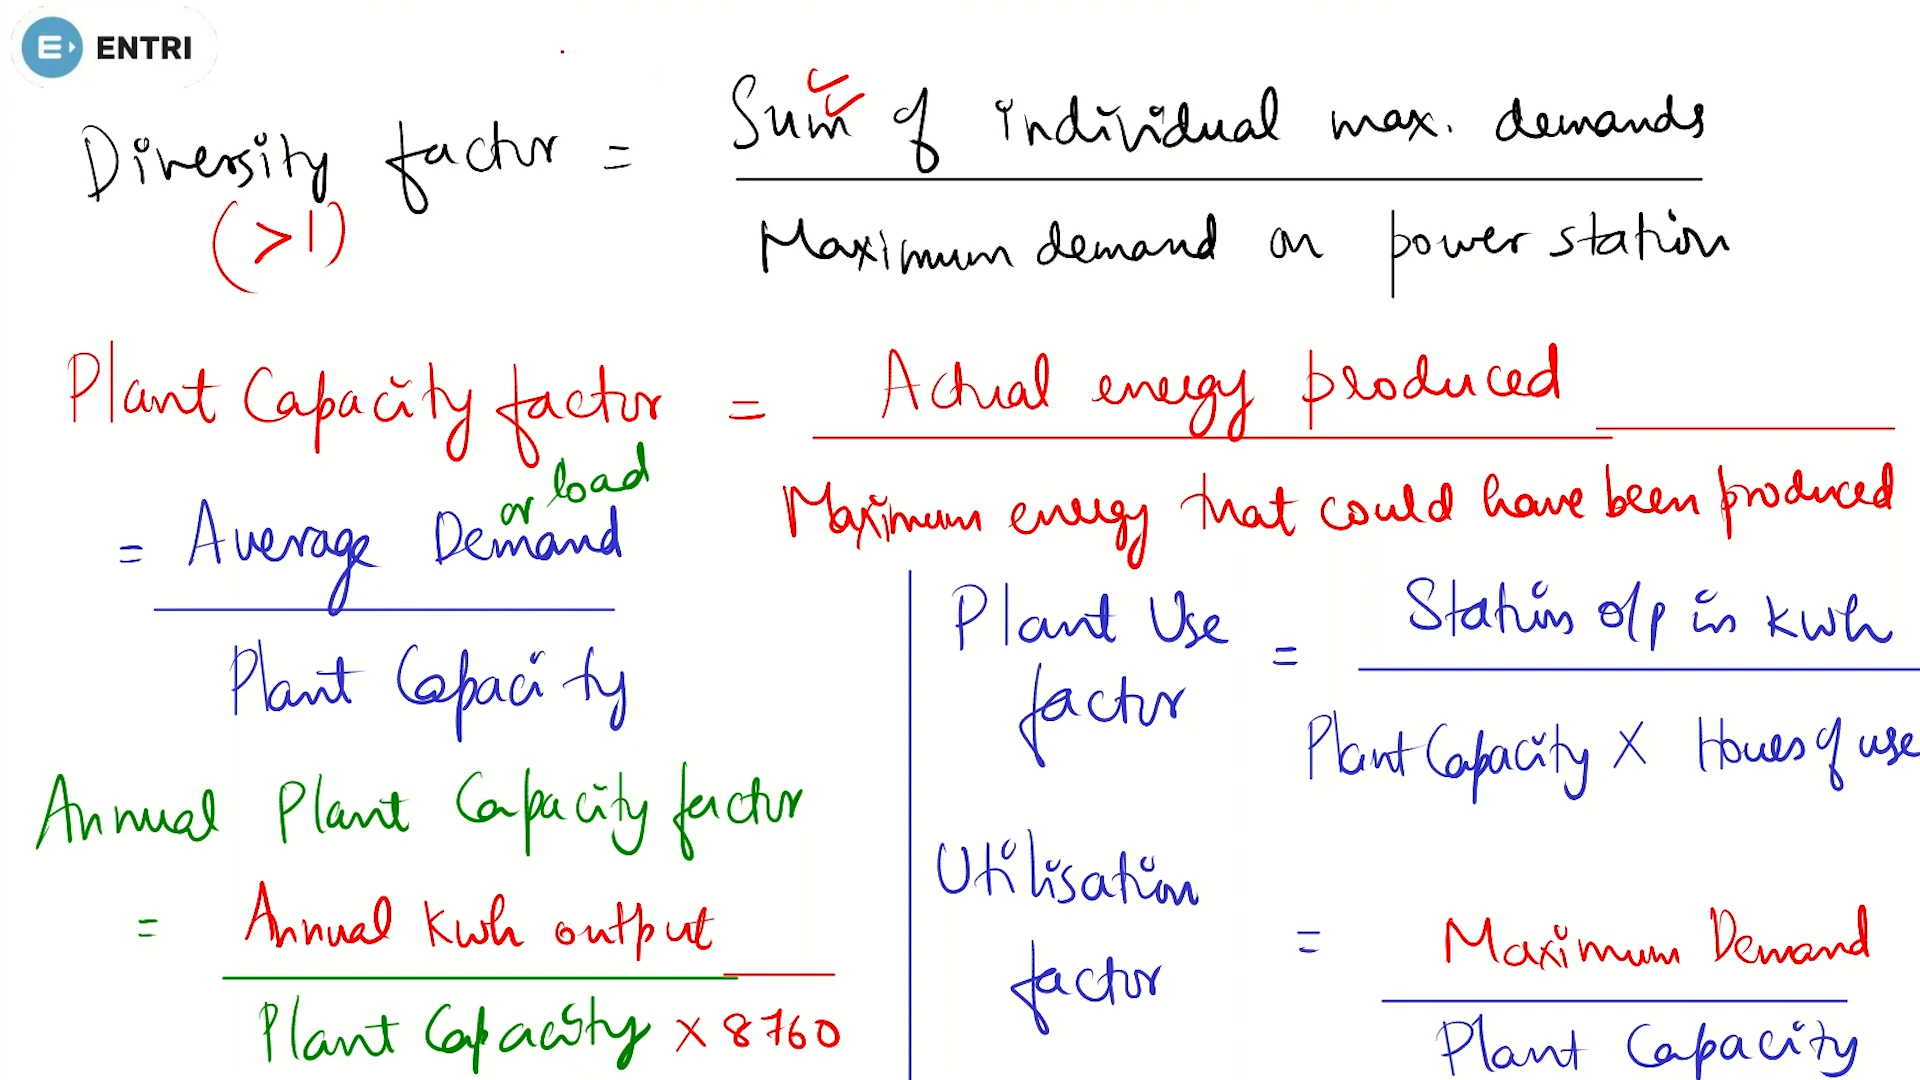 ENTRI
Diversity factor = Sum of individual max. demands
Maximum demand on power station
(>1)
Plant Capacity factor = Actual energy produced
Maximum energy that could have been produced
= Average Demand or load
Plant Capacity
Annual Plant Capacity factor
= Annual Kwh output
Plant Capacity × 8760
Plant Use factor = Station o/p in kwh
Plant Capacity × Hours of use
Utilisation factor = Maximum Demand
Plant Capacity